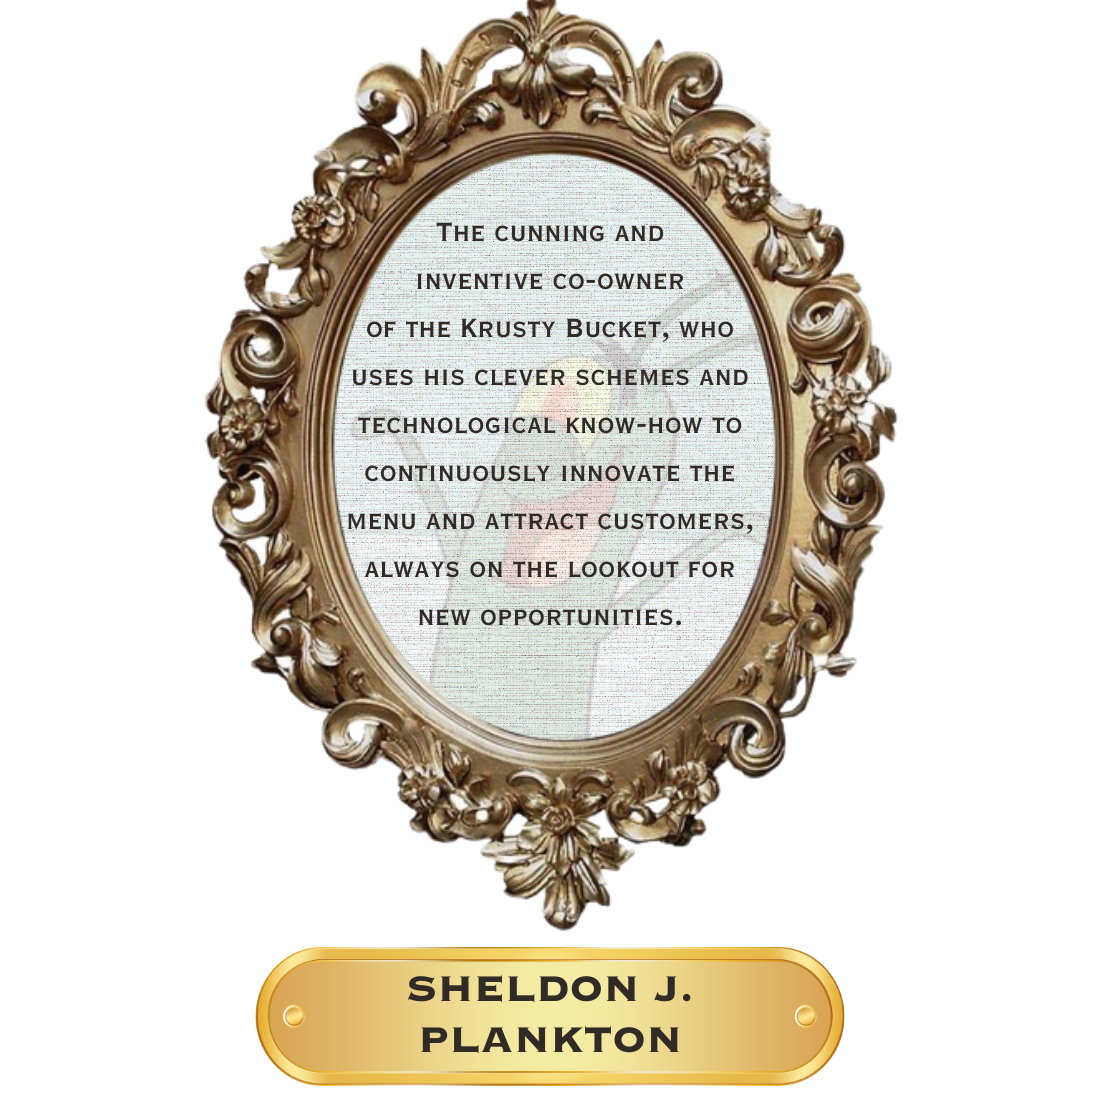 The cunning and
inventive co-owner
of the Krusty Bucket, who
uses his clever schemes and
technological know-how to
continuously innovate the
menu and attract customers,
always on the lookout for
new opportunities.
SHELDON J.
PLANKTON